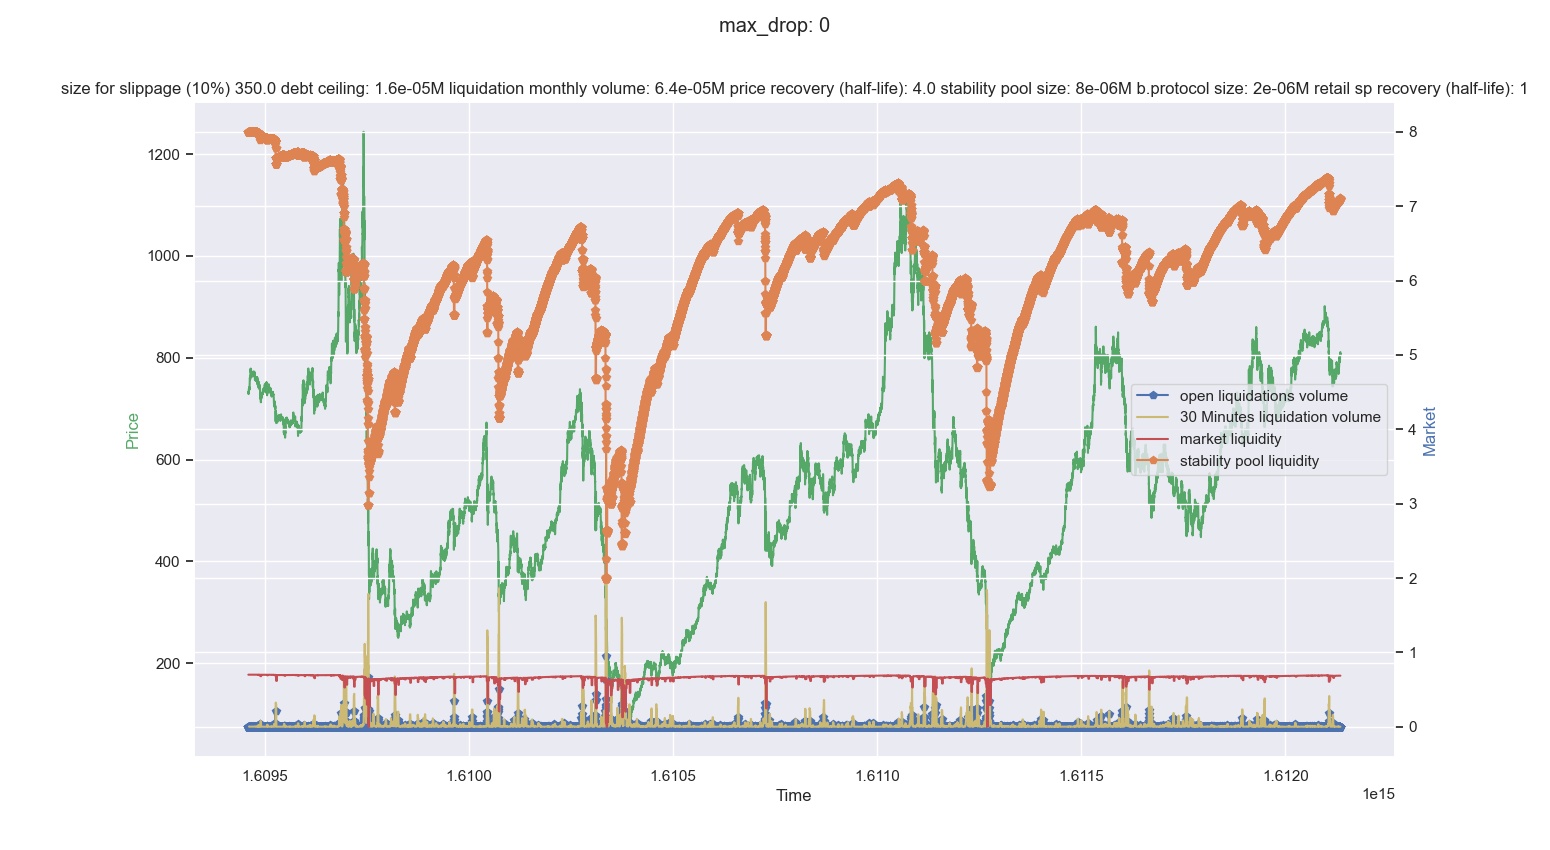 max_drop: 0
size for slippage (10%) 350.0 debt ceiling: 1.6e-05M liquidation monthly volume: 6.4e-05M price recovery (half-life): 4.0 stability pool size: 8e-06M b.protocol size: 2e-06M retail sp recovery (half-life): 1
1200
1000
800
600
400
200
Price
8
7
6
5
4
3
2
1
0
Market
open liquidations volume
30 Minutes liquidation volume
market liquidity
stability pool liquidity
1.6095 1.6100 1.6105 1.6110 1.6115 1.6120
Time
1e15